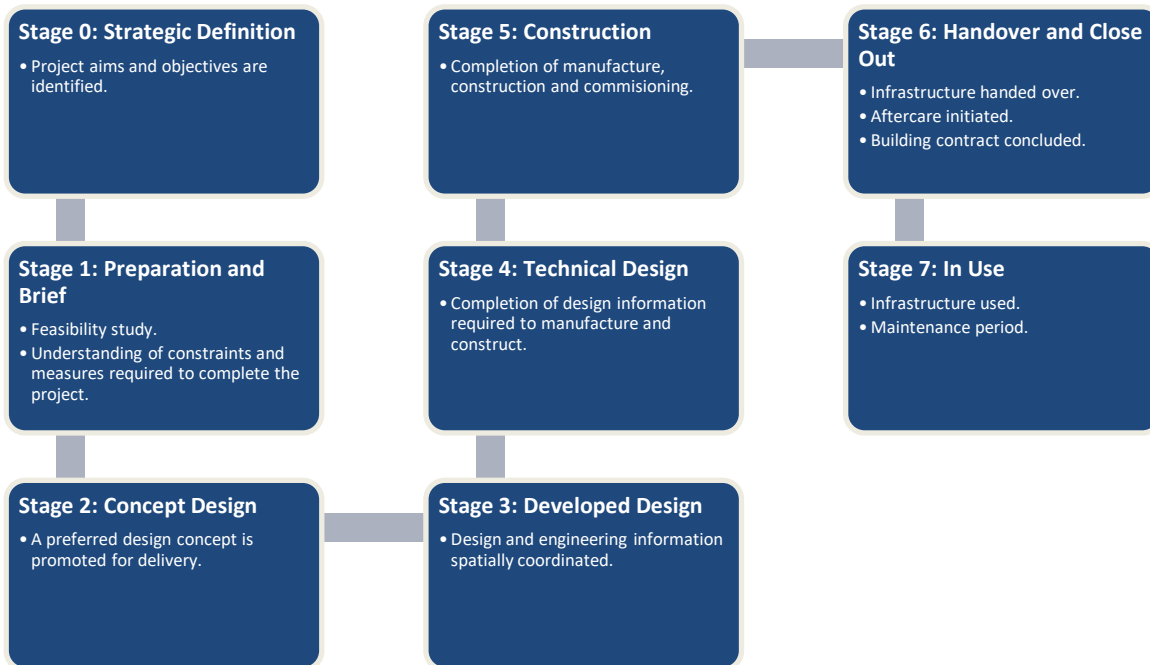 Stage 0: Strategic Definition
• Project aims and objectives are
identified.
Stage 1: Preparation and
Brief
• Feasibility study.
• Understanding of constraints and
measures required to complete the
project.
Stage 2: Concept Design
• A preferred design concept is
promoted for delivery.
Stage 3: Developed Design
• Design and engineering information
spatially coordinated.
Stage 4: Technical Design
• Completion of design information
required to manufacture and
construct.
Stage 5: Construction
• Completion of manufacture,
construction and commisioning.
Stage 6: Handover and Close
Out
• Infrastructure handed over.
• Aftercare initiated.
• Building contract concluded.
Stage 7: In Use
• Infrastructure used.
• Maintenance period.